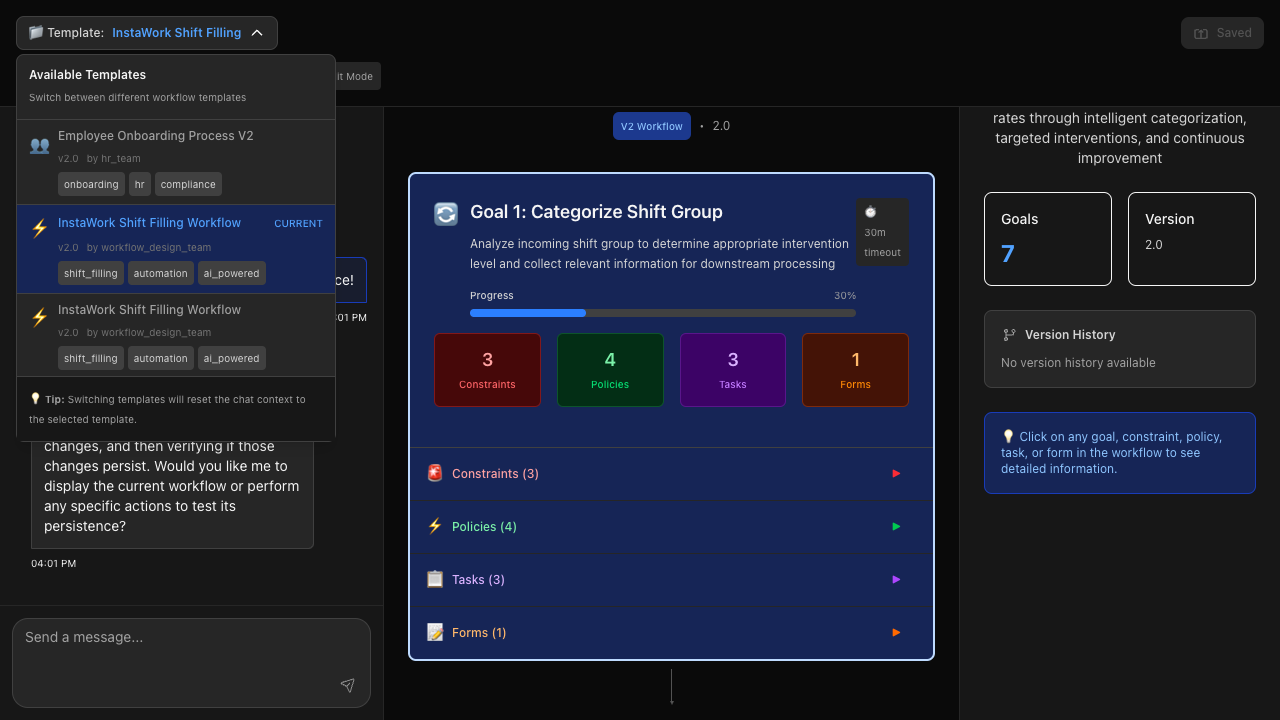 Template: InstaWork Shift Filling
Saved
Available Templates
Switch between different workflow templates
it Mode
Employee Onboarding Process V2
v2.0 by hr_team
onboarding hr compliance
InstaWork Shift Filling Workflow CURRENT
v2.0 by workflow_design_team
shift_filling automation ai_powered
InstaWork Shift Filling Workflow
v2.0 by workflow_design_team
shift_filling automation ai_powered
Tip: Switching templates will reset the chat context to
the selected template.
ce!
:01 PM
changes, and then verifying if those
changes persist. Would you like me to
display the current workflow or perform
any specific actions to test its
persistence?
04:01 PM
Send a message...
V2 Workflow • 2.0
Goal 1: Categorize Shift Group
Analyze incoming shift group to determine appropriate intervention
level and collect relevant information for downstream processing
30m
timeout
Progress 30%
3 4 3 1
Constraints Policies Tasks Forms
Constraints (3)
Policies (4)
Tasks (3)
Forms (1)
rates through intelligent categorization,
targeted interventions, and continuous
improvement
Goals
7
Version
2.0
Version History
No version history available
Click on any goal, constraint, policy,
task, or form in the workflow to see
detailed information.